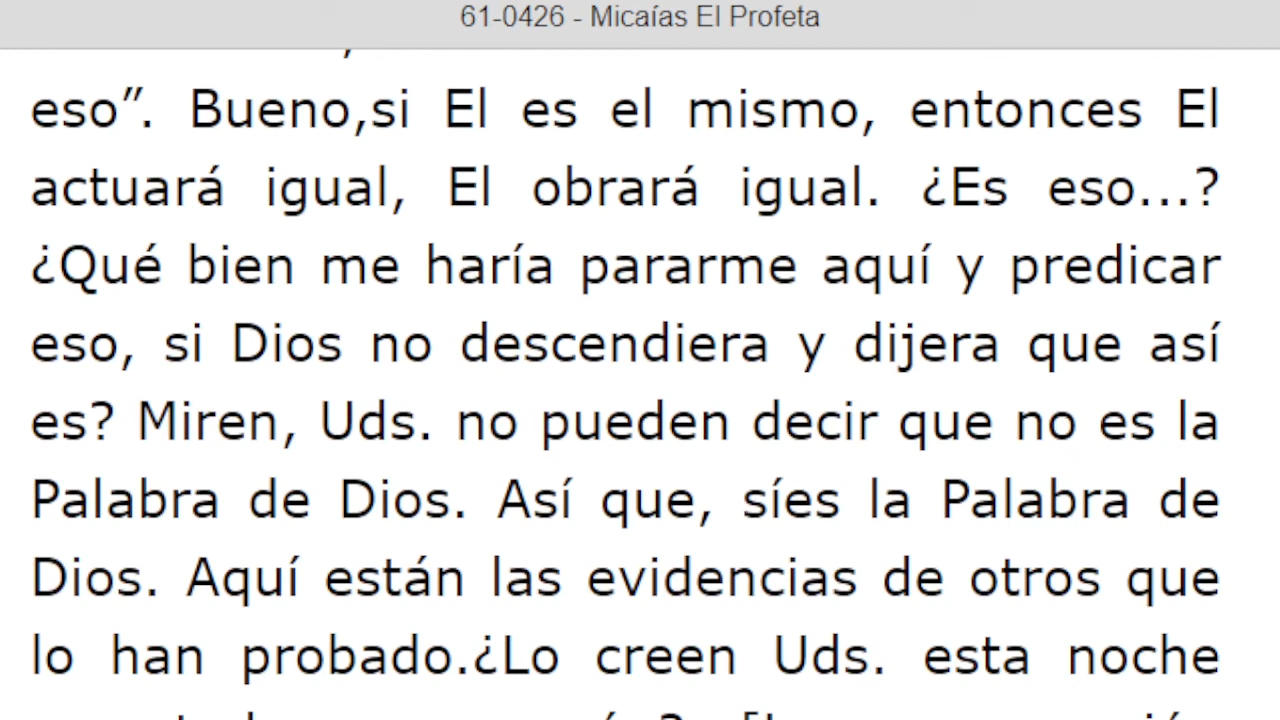 61-0426 - Micaías El Profeta
eso”. Bueno,si El es el mismo, entonces El
actuará igual, El obrará igual. ¿Es eso...?
¿Qué bien me haría pararme aquí y predicar
eso, si Dios no descendiera y dijera que así
es? Miren, Uds. no pueden decir que no es la
Palabra de Dios. Así que, síes la Palabra de
Dios. Aquí están las evidencias de otros que
lo han probado.¿Lo creen Uds. esta noche